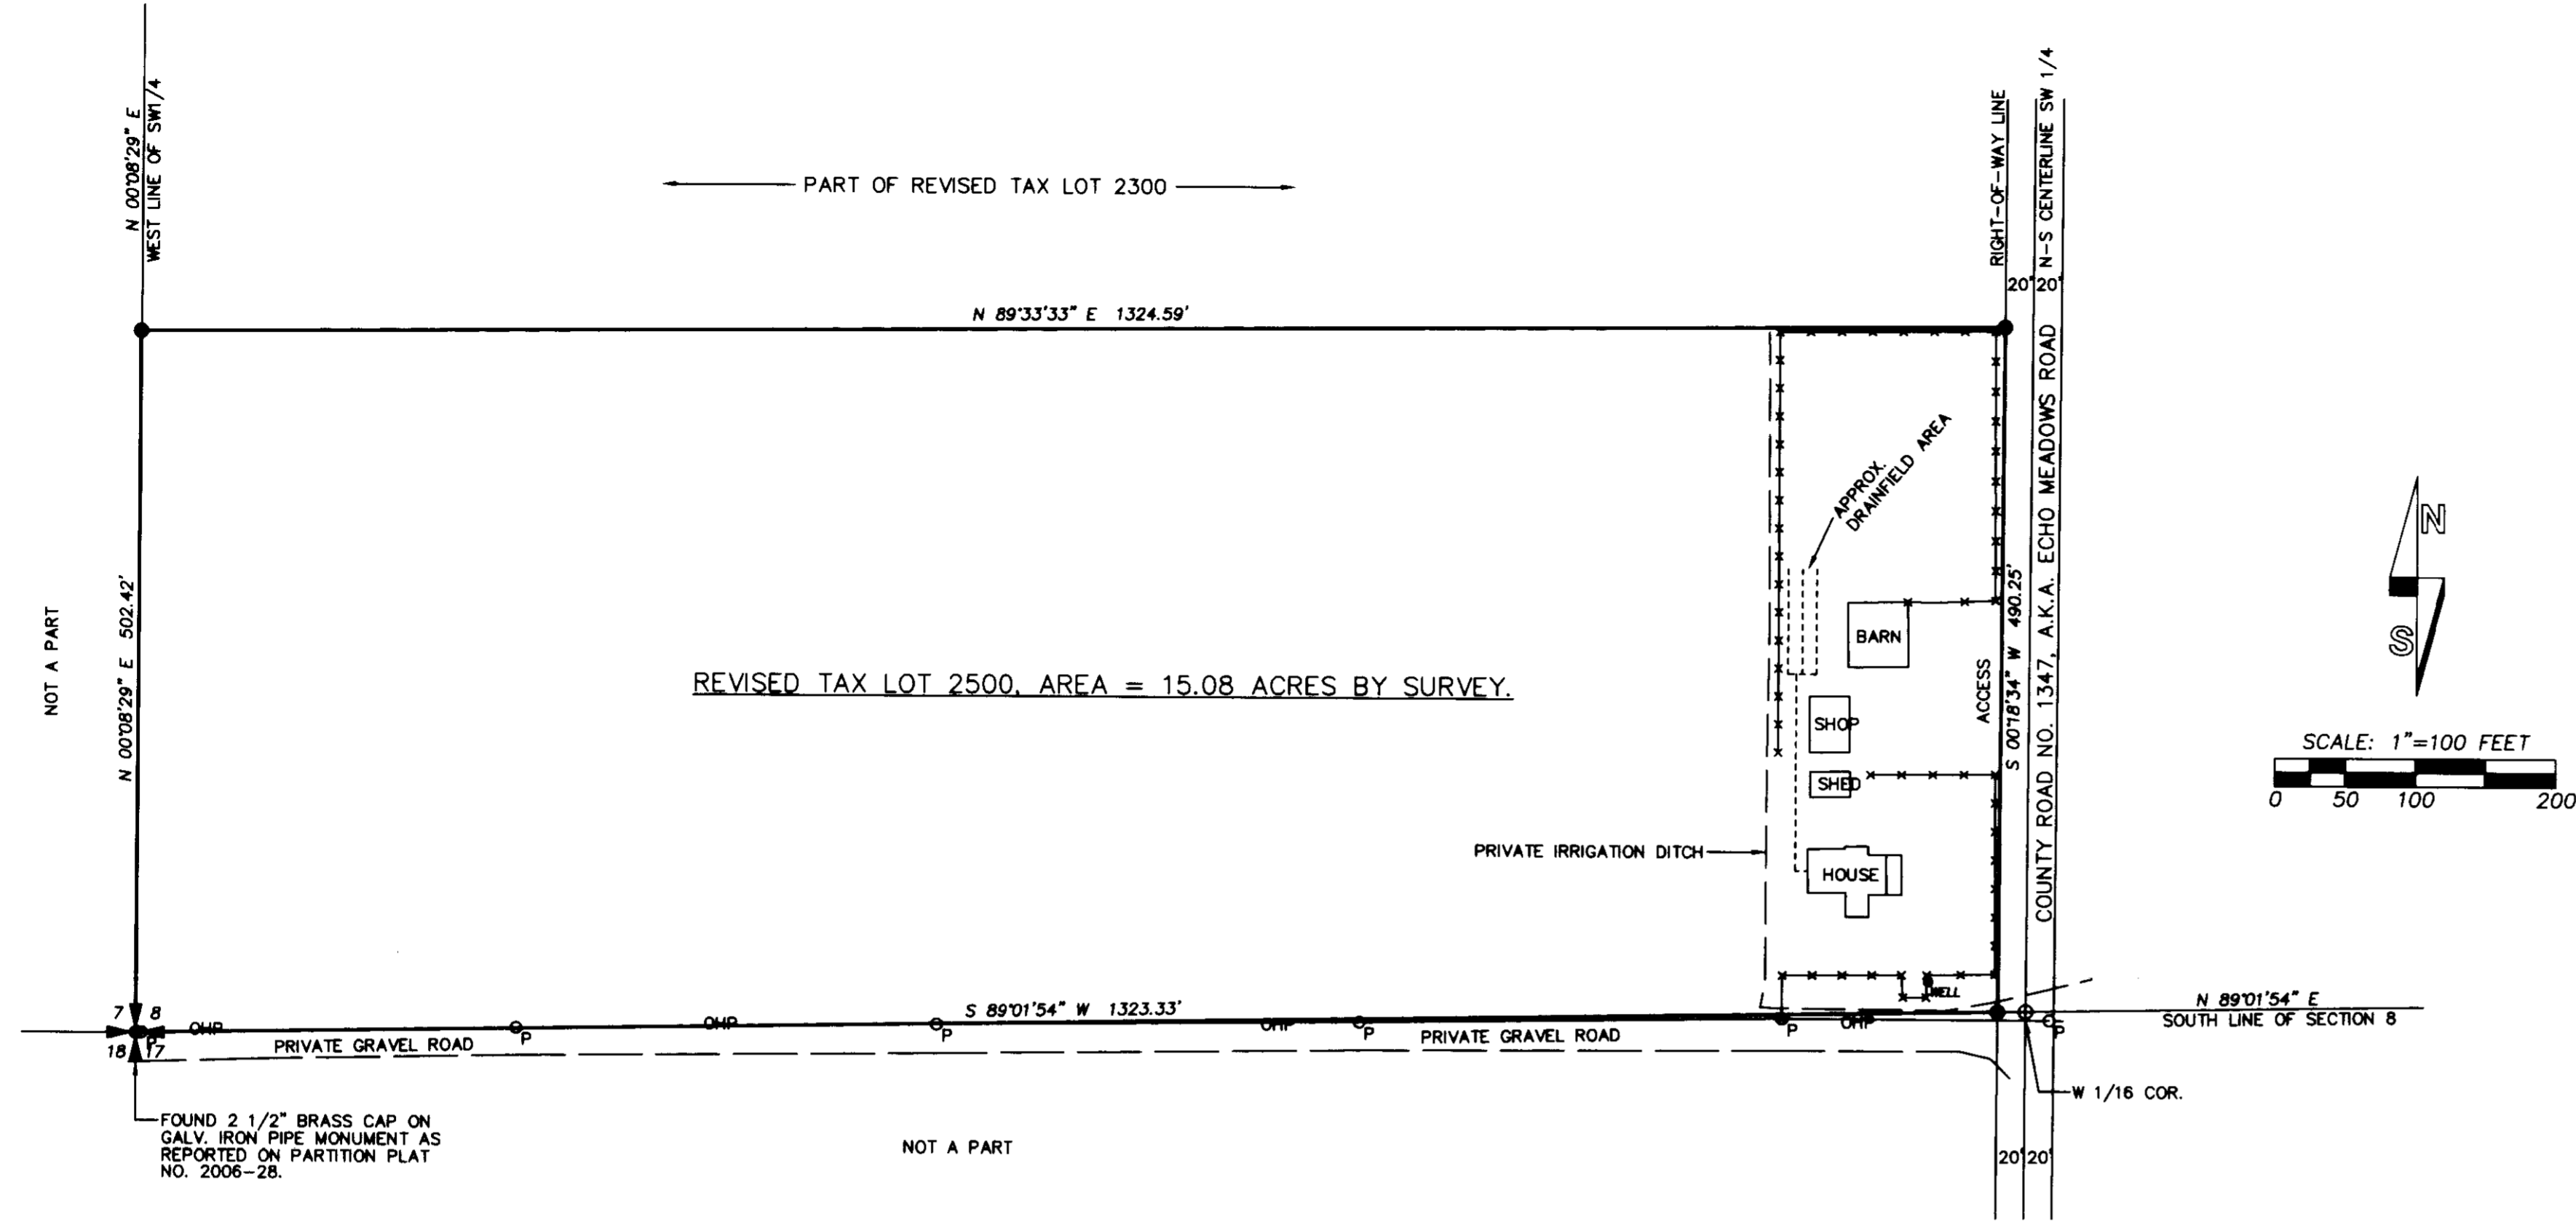 N 00°08'29" E
WEST LINE OF SW1/4
PART OF REVISED TAX LOT 2300
RIGHT-OF-WAY LINE
N-S CENTERLINE SW 1/4
20' 20'
N 89°33'33" E 1324.59'
APPROX.
DRAINFIELD AREA
NOT A PART
N 00°08'29" E 502.42'
REVISED TAX LOT 2500, AREA = 15.08 ACRES BY SURVEY.
BARN
SHOP
SHED
HOUSE
WELL
ACCESS
S 00°18'34" W 490.25'
COUNTY ROAD NO. 1347, A.K.A. ECHO MEADOWS ROAD
N
S
SCALE: 1"=100 FEET
0 50 100 200
PRIVATE IRRIGATION DITCH
S 89°01'54" W 1323.33'
7 8
18 17
P
OHP
P
OHP
P
OHP
P
P
OHP
P
PRIVATE GRAVEL ROAD
PRIVATE GRAVEL ROAD
N 89°01'54" E
SOUTH LINE OF SECTION 8
W 1/16 COR.
FOUND 2 1/2" BRASS CAP ON
GALV. IRON PIPE MONUMENT AS
REPORTED ON PARTITION PLAT
NO. 2006-28.
NOT A PART
20' 20'